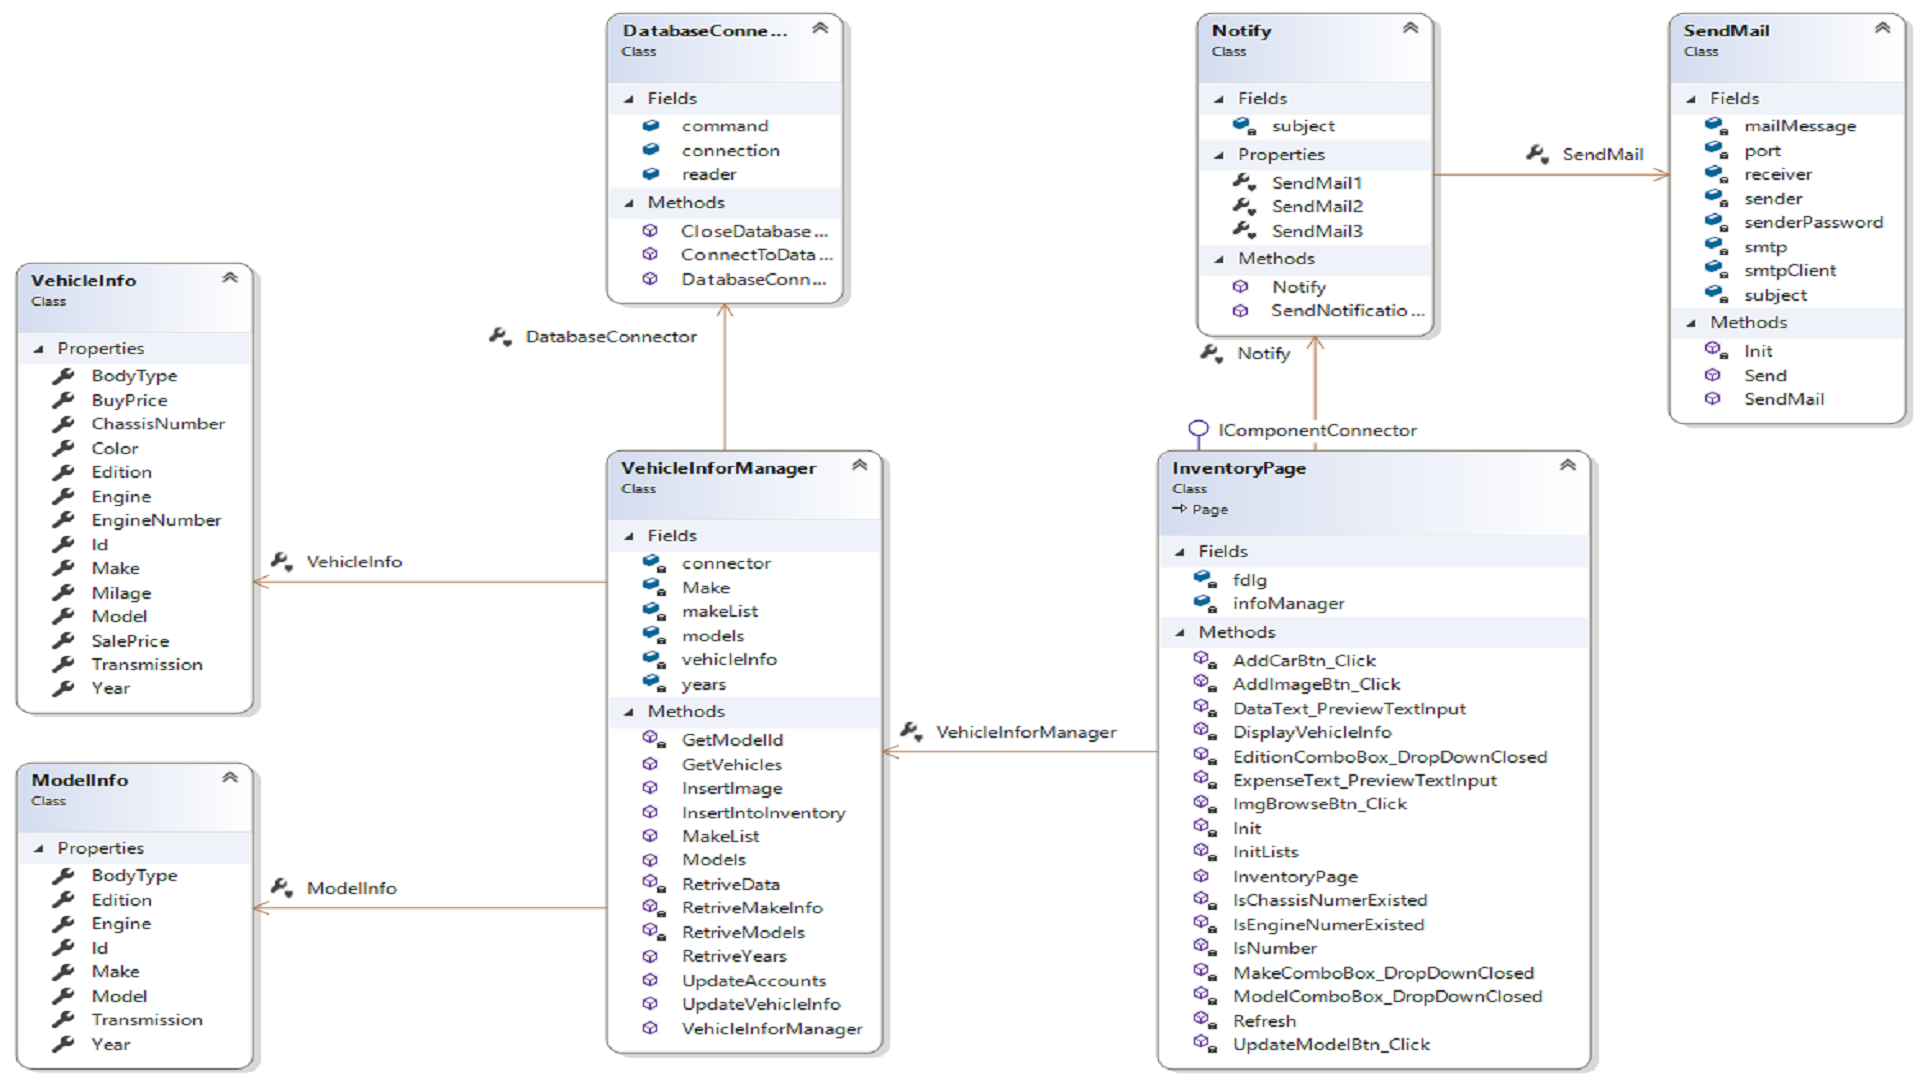 DatabaseConne...
Class
Fields
command
connection
reader
Methods
CloseDatabase...
ConnectToData...
DatabaseConn...
Notify
Class
Fields
subject
Properties
SendMail1
SendMail2
SendMail3
Methods
Notify
SendNotificatio...
SendMail
SendMail
Class
Fields
mailMessage
port
receiver
sender
senderPassword
smtp
smtpClient
subject
Methods
Init
Send
SendMail
VehicleInfo
Class
Properties
BodyType
BuyPrice
ChassisNumber
Color
Edition
Engine
EngineNumber
Id
Make
Milage
Model
SalePrice
Transmission
Year
DatabaseConnector
Notify
IComponentConnector
VehicleInfo
VehicleInforManager
Class
Fields
connector
Make
makeList
models
vehicleInfo
years
Methods
GetModelId
GetVehicles
InsertImage
InsertIntoInventory
MakeList
Models
RetriveData
RetriveMakeInfo
RetriveModels
RetriveYears
UpdateAccounts
UpdateVehicleInfo
VehicleInforManager
VehicleInforManager
InventoryPage
Class
Page
Fields
fdlg
infoManager
Methods
AddCarBtn_Click
AddImageBtn_Click
DataText_PreviewTextInput
DisplayVehicleInfo
EditionComboBox_DropDownClosed
ExpenseText_PreviewTextInput
ImgBrowseBtn_Click
Init
InitLists
InventoryPage
IsChassisNumerExisted
IsEngineNumerExisted
IsNumber
MakeComboBox_DropDownClosed
ModelComboBox_DropDownClosed
Refresh
UpdateModelBtn_Click
ModelInfo
Class
Properties
BodyType
Edition
Engine
Id
Make
Model
Transmission
Year
ModelInfo